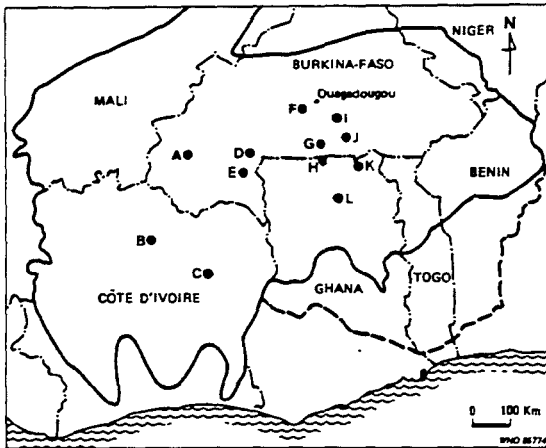 NIGER
N
BURKINA-FASO
MALI
Ouagadougou
F
I
J
G
A
D
H
K
E
BENIN
L
B
C
CÔTE D'IVOIRE
GHANA
TOGO
0 100 Km